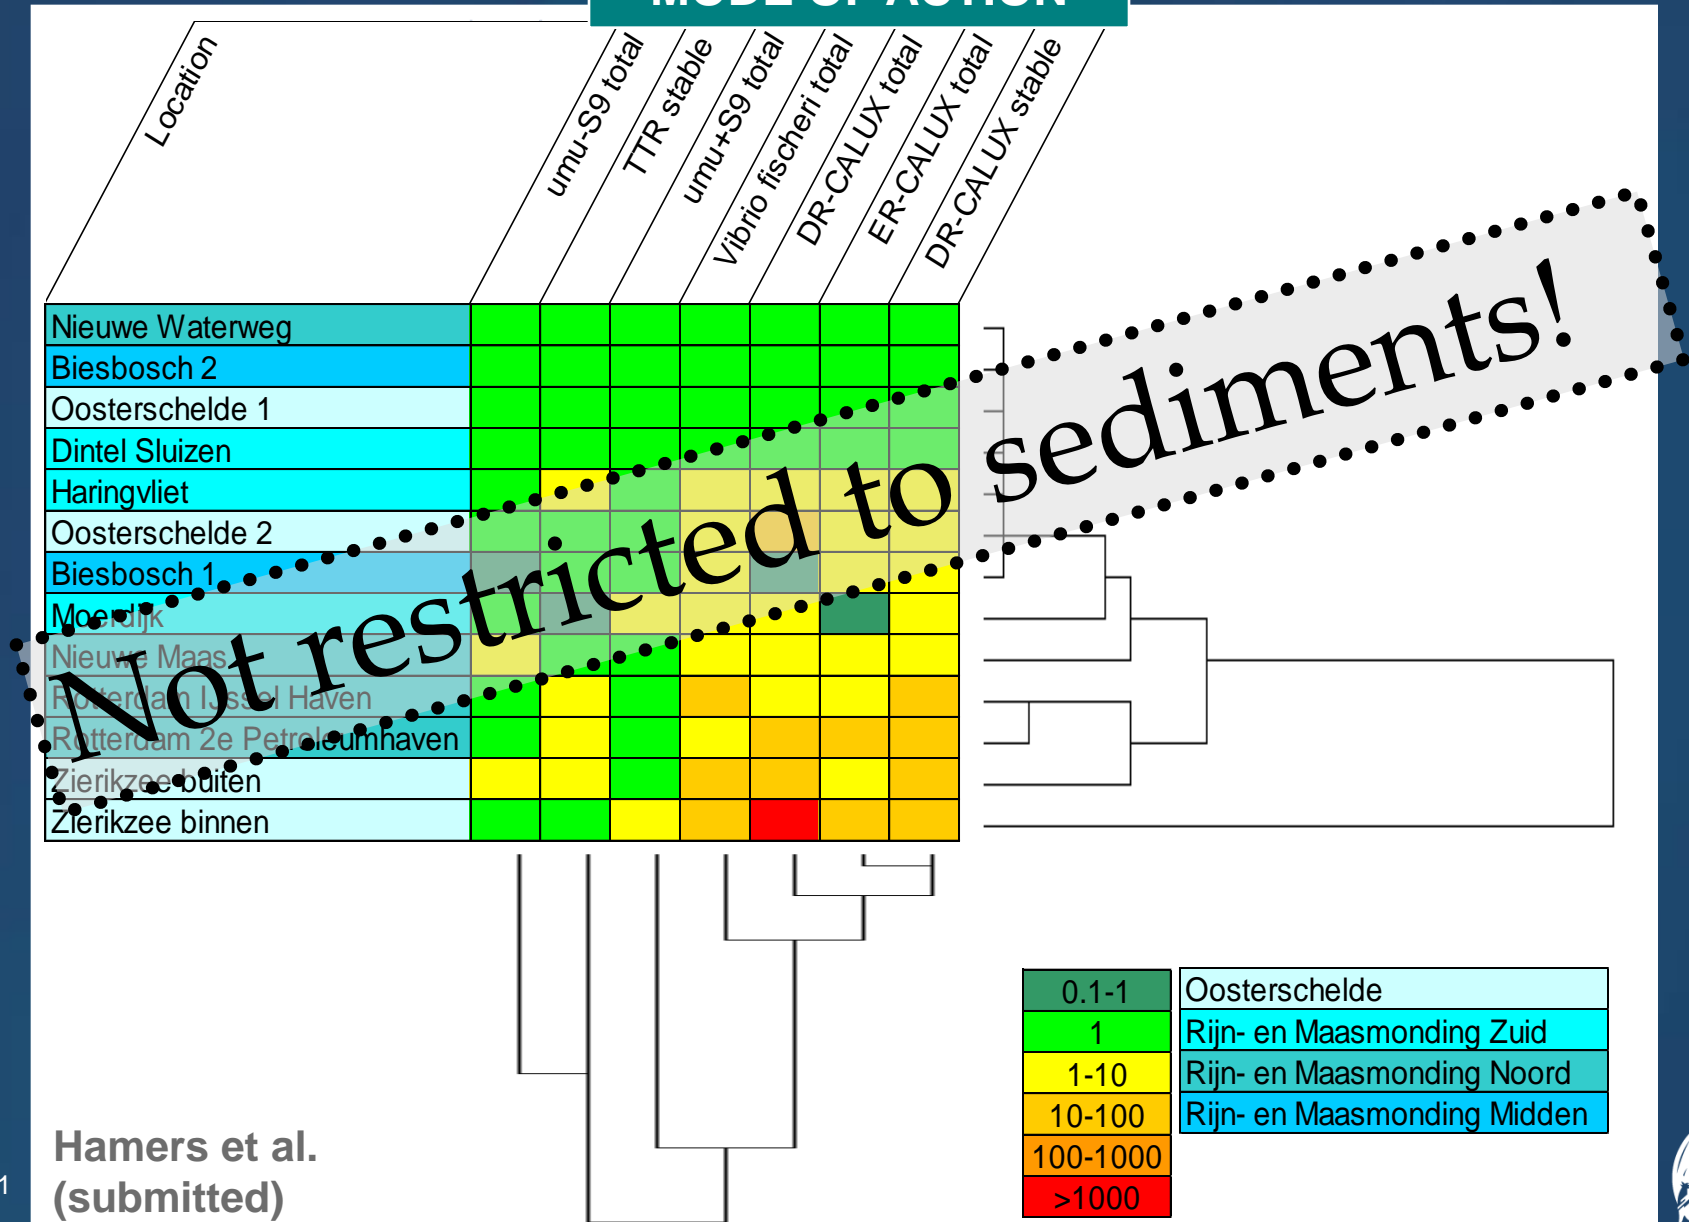 MODE OF ACTION
Location
umu-S9 total
TTR stable
umu+S9 total
Vibrio fischeri total
DR-CALUX total
ER-CALUX total
DR-CALUX stable
Nieuwe Waterweg
Biesbosch 2
Oosterschelde 1
Dintel Sluizen
Haringvliet
Oosterschelde 2
Biesbosch 1
Moerdijk
Nieuwe Maas
Rotterdam IJssel Haven
Rotterdam 2e Petroleumhaven
Zierikzee buiten
Zierikzee binnen
Not restricted to sediments!
0.1-1
1
1-10
10-100
100-1000
>1000
Oosterschelde
Rijn- en Maasmonding Zuid
Rijn- en Maasmonding Noord
Rijn- en Maasmonding Midden
Hamers et al.
(submitted)
1